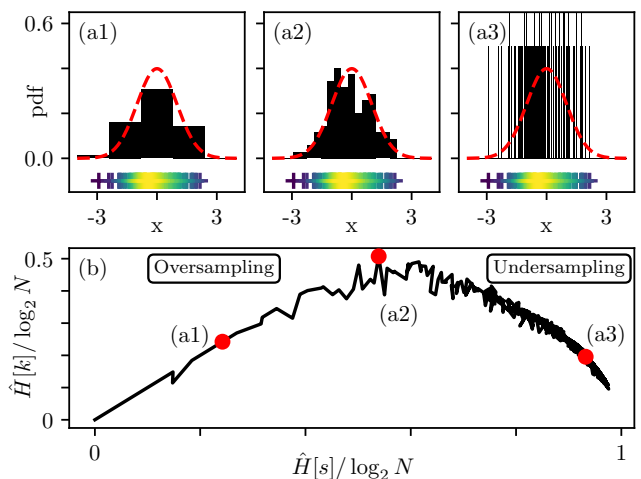 (a1) (a2) (a3)
0.6
0.0
pdf
-3 3 -3 3 -3 3
x x x
(b)
Oversampling Undersampling
0.5
0
Ĥ[k]/log₂ N
(a1) (a2) (a3)
0 1
Ĥ[s]/log₂ N